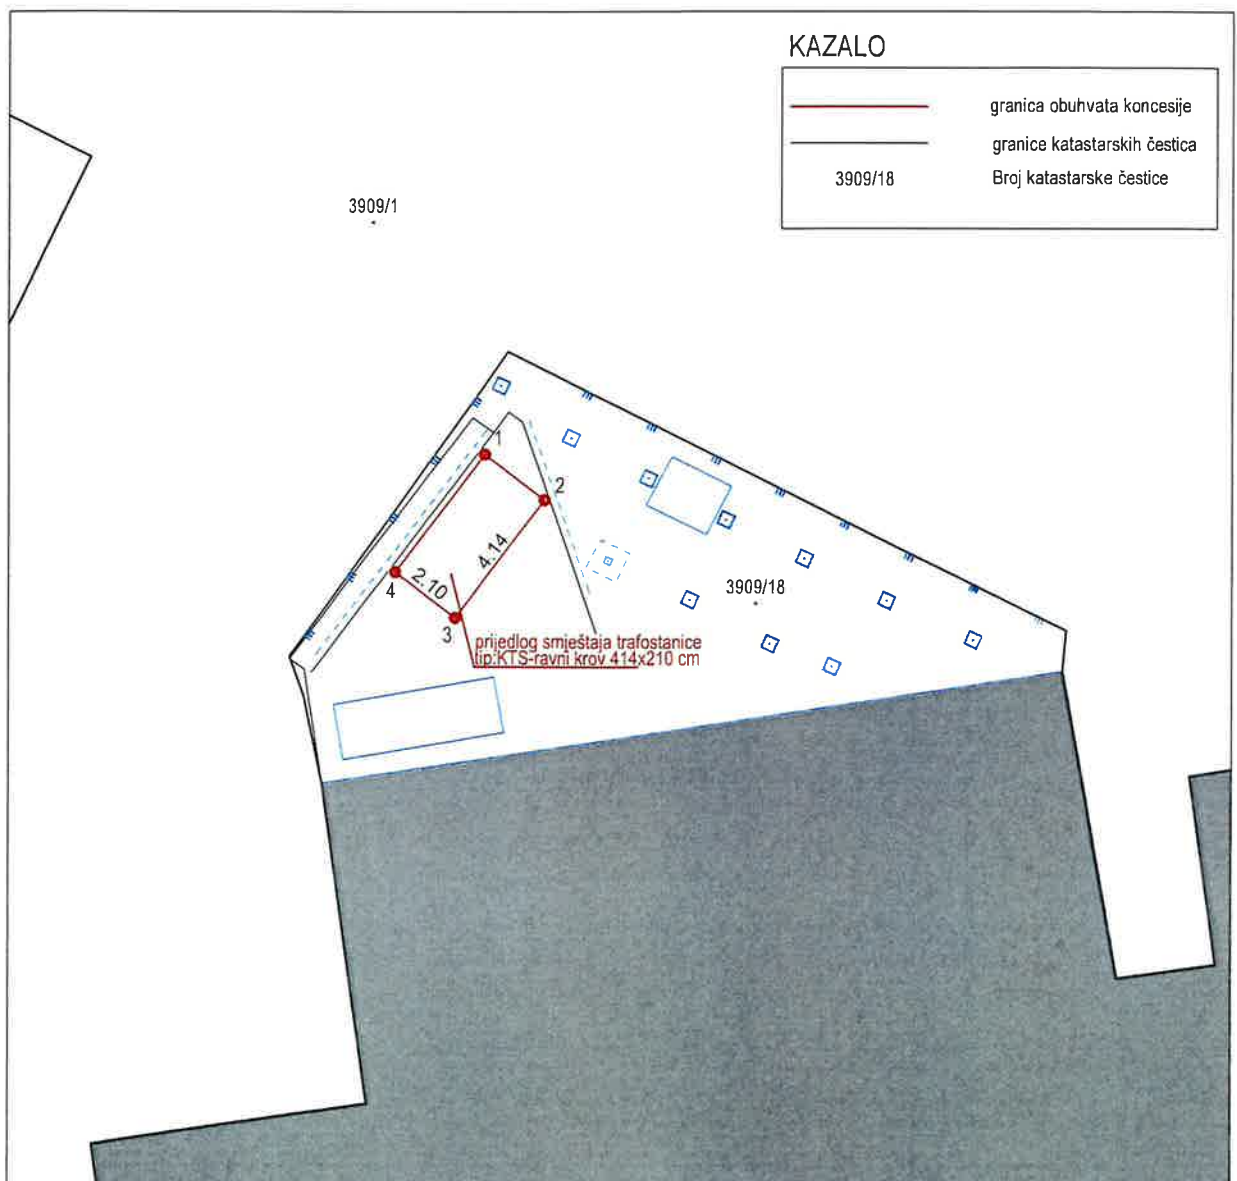 KAZALO
granica obuhvata koncesije
granice katastarskih čestica
3909/18 Broj katastarske čestice
3909/1
1
2
4.14
2.10
4
3
3909/18
prijedlog smještaja trafostanice
tip:KTS-ravni krov 414x210 cm